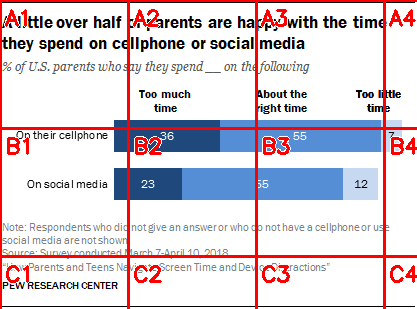 A little over half of parents are happy with the time
they spend on cellphone or social media
% of U.S. parents who say they spend __ on the following
Too much time
About the right time
Too little time
On their cellphone 36 55 7
On social media 23 55 12
Note: Respondents who did not give an answer or who do not have a cellphone or use
social media are not shown.
Source: Survey conducted March 7-April 10, 2018.
"How Parents and Teens Navigate Screen Time and Device Distractions"
PEW RESEARCH CENTER
A1 A2 A3 A4
B1 B2 B3 B4
C1 C2 C3 C4